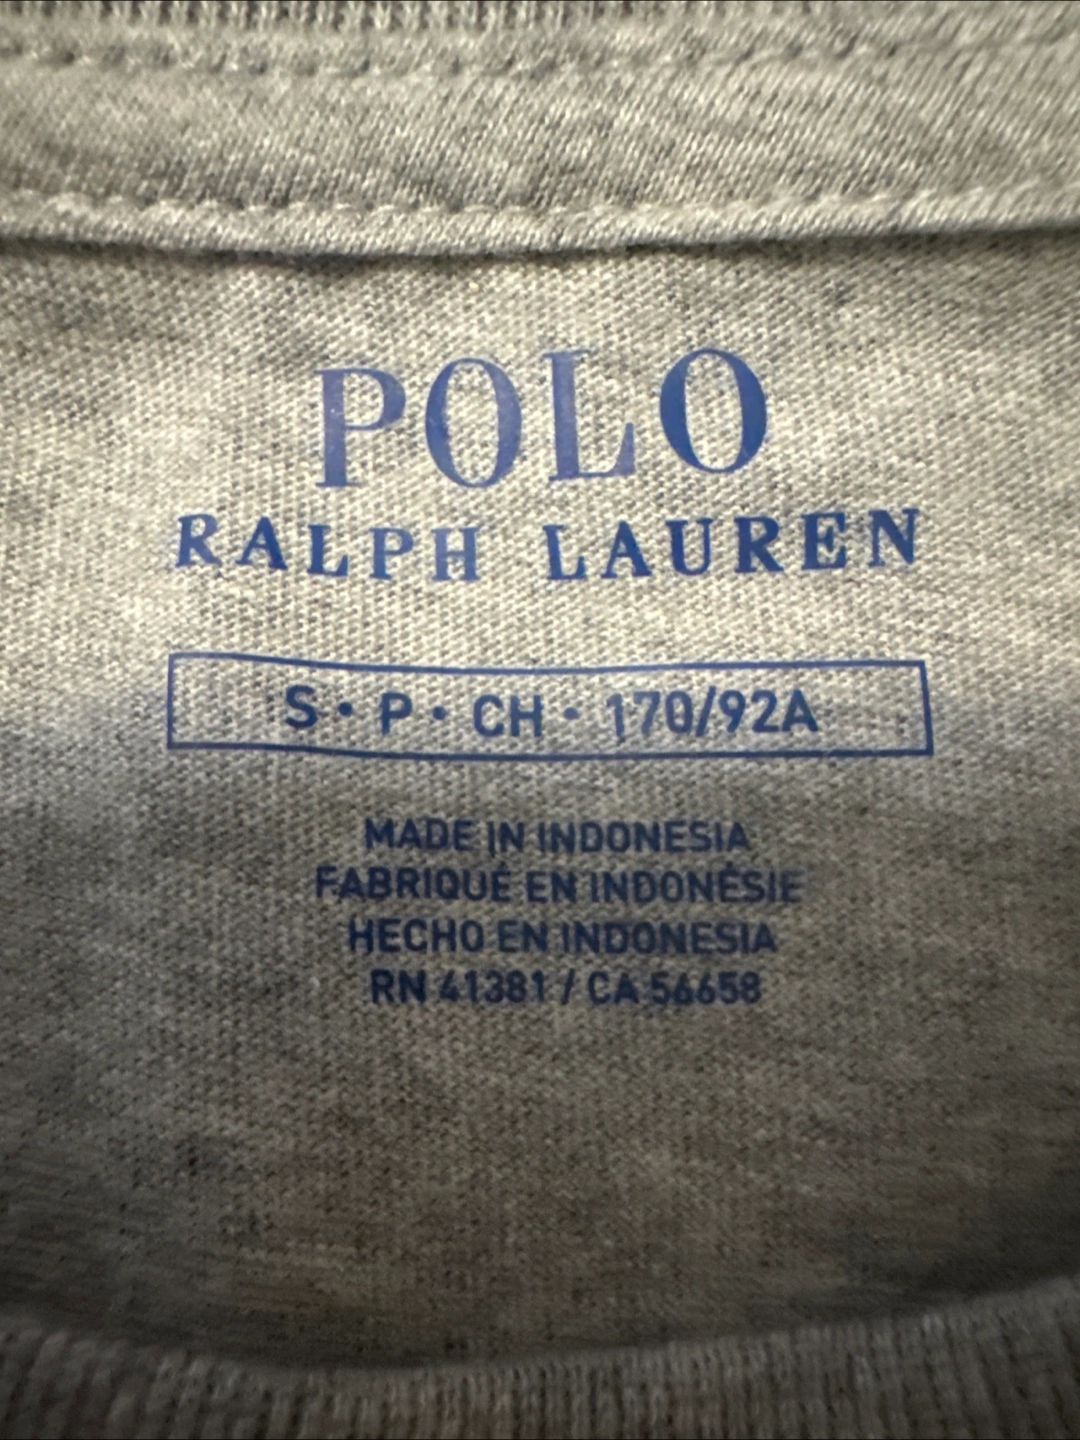 POLO
RALPH LAUREN
S • P • CH • 170/92A
MADE IN INDONESIA
FABRIQUÉ EN INDONÉSIE
HECHO EN INDONESIA
RN 41381 / CA 56658